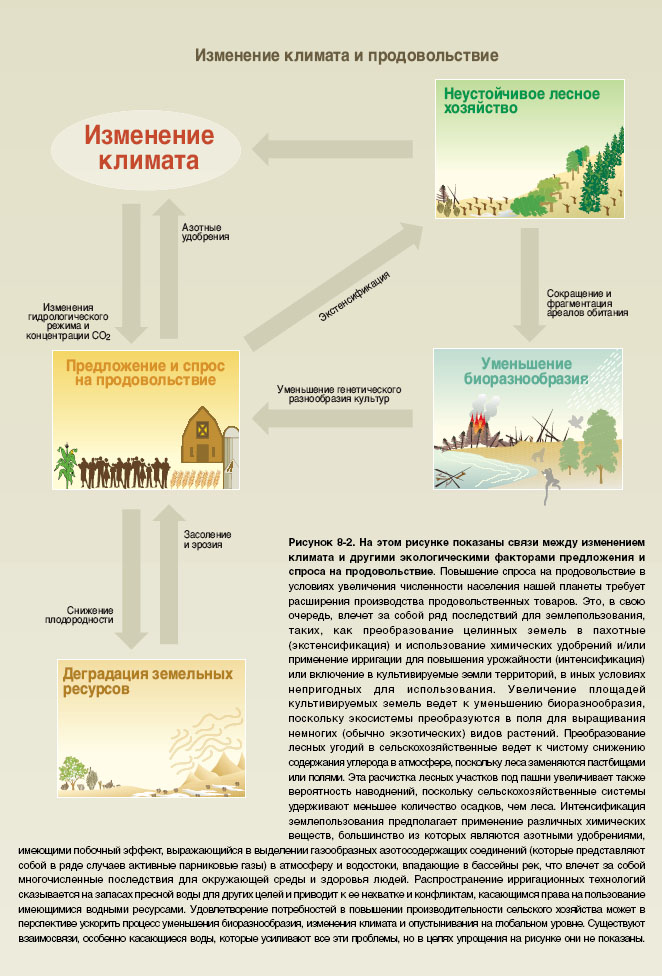 Изменение климата и продовольствие
Неустойчивое лесное
хозяйство
Изменение
климата
Азотные
удобрения
Экстенсификация
Сокращение и
фрагментация
ареалов обитания
Изменения
гидрологического
режима и
концентрации CO2
Предложение и спрос
на продовольствие
Уменьшение генетического
разнообразия культур
Уменьшение
биоразнообразия
Засоление
и эрозия
Снижение
плодородности
Деградация земельных
ресурсов
Рисунок 8-2. На этом рисунке показаны связи между изменением
климата и другими экологическими факторами предложения и
спроса на продовольствие. Повышение спроса на продовольствие в
условиях увеличения численности населения нашей планеты требует
расширения производства продовольственных товаров. Это, в свою
очередь, влечет за собой ряд последствий для землепользования,
таких, как преобразование целинных земель в пахотные
(экстенсификация) и использование химических удобрений и/или
применение ирригации для повышения урожайности (интенсификация)
или включение в культивируемые земли территорий, в иных условиях
непригодных для использования. Увеличение площадей
культивируемых земель ведет к уменьшению биоразнообразия,
поскольку экосистемы преобразуются в поля для выращивания
немногих (обычно экзотических) видов растений. Преобразование
лесных угодий в сельскохозяйственные ведет к чистому снижению
содержания углерода в атмосфере, поскольку леса заменяются пастбищами
или полями. Эта расчистка лесных участков под пашни увеличивает также
вероятность наводнений, поскольку сельскохозяйственные системы
удерживают меньшее количество осадков, чем леса. Интенсификация
землепользования предполагает применение различных химических
веществ, большинство из которых являются азотными удобрениями,
имеющими побочный эффект, выражающийся в выделении газообразных азотосодержащих соединений (которые представляют
собой в ряде случаев активные парниковые газы) в атмосферу и водостоки, впадающие в бассейны рек, что влечет за собой
многочисленные последствия для окружающей среды и здоровья людей. Распространение ирригационных технологий
сказывается на запасах пресной воды для других целей и приводит к ее нехватке и конфликтам, касающимся права на пользование
имеющимися водными ресурсами. Удовлетворение потребностей в повышении производительности сельского хозяйства может в
перспективе ускорить процесс уменьшения биоразнообразия, изменения климата и опустынивания на глобальном уровне. Существуют
взаимосвязи, особенно касающиеся воды, которые усиливают все эти проблемы, но в целях упрощения на рисунке они не показаны.